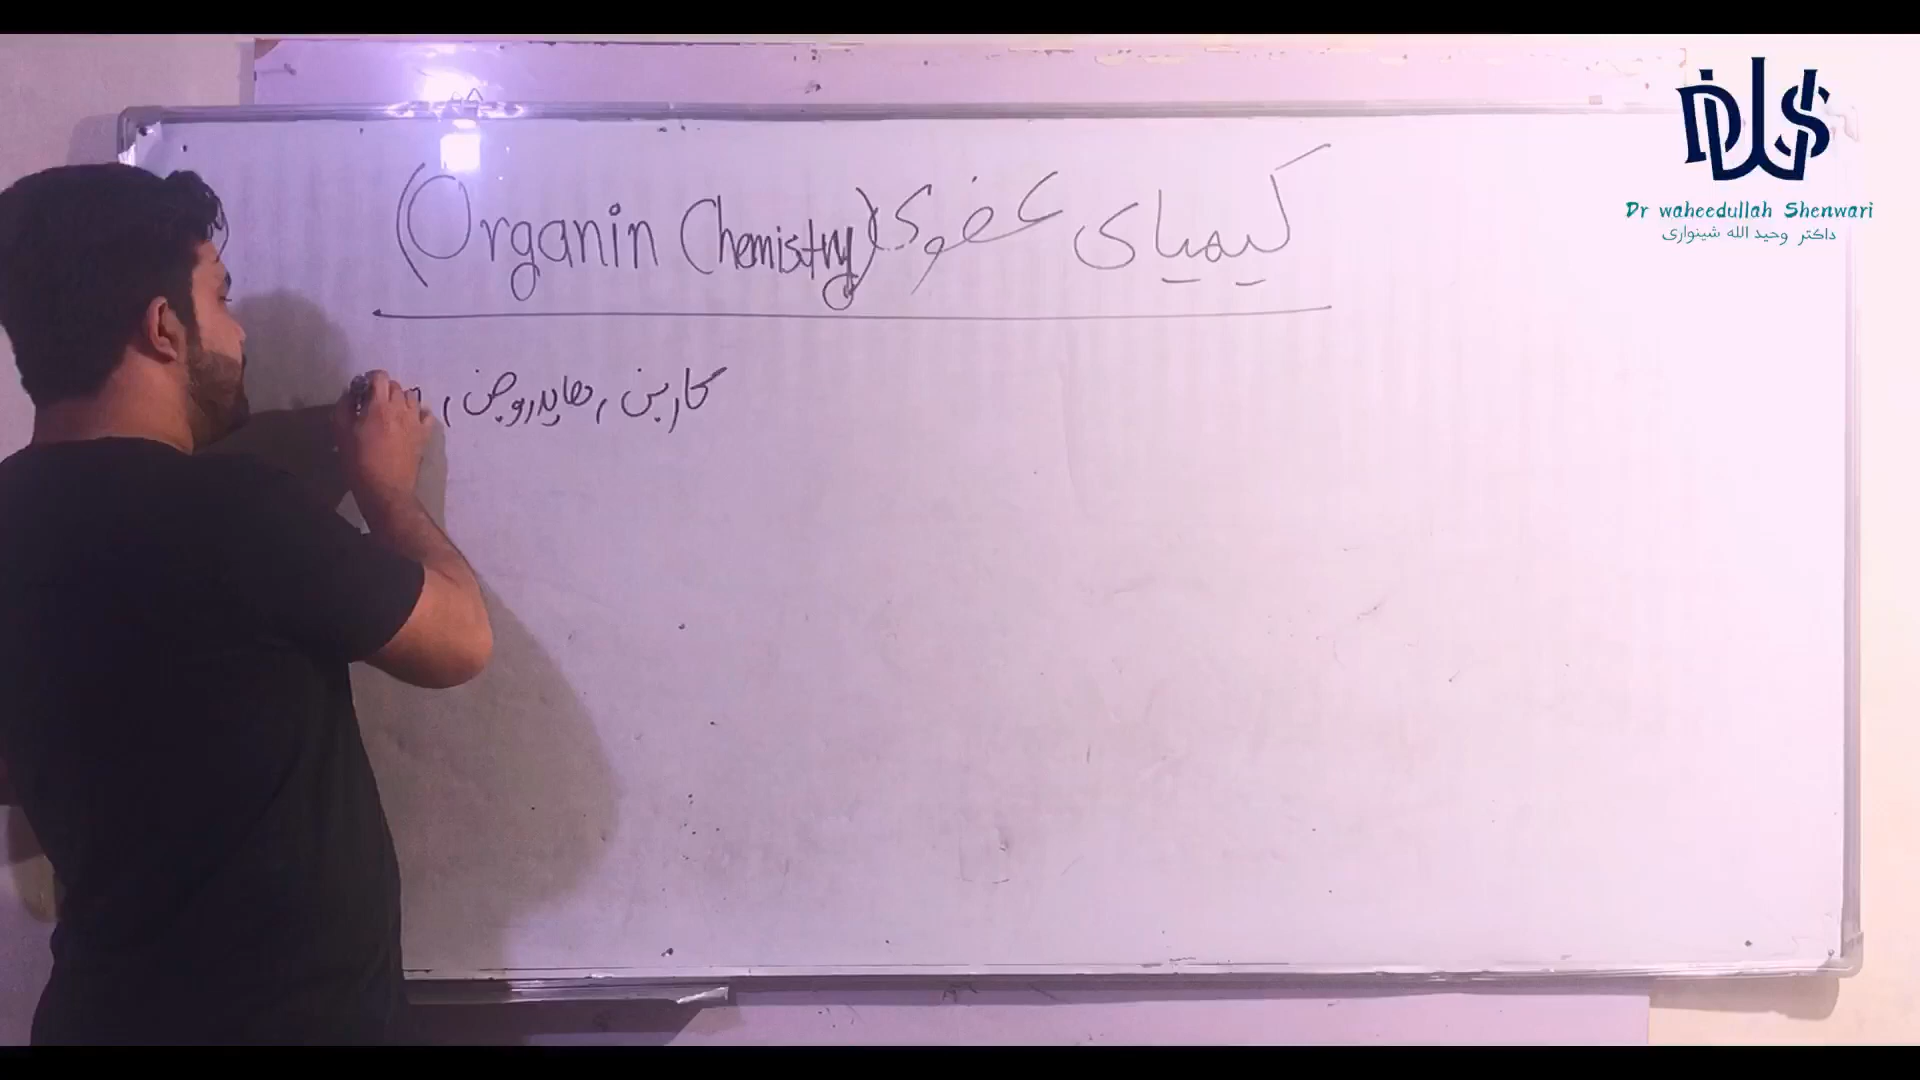 کیمیای عضوی (Organin Chemistry)
کاربن, هایدروجن,
Dr waheedullah Shenwari
داکتر وحید الله شینواری